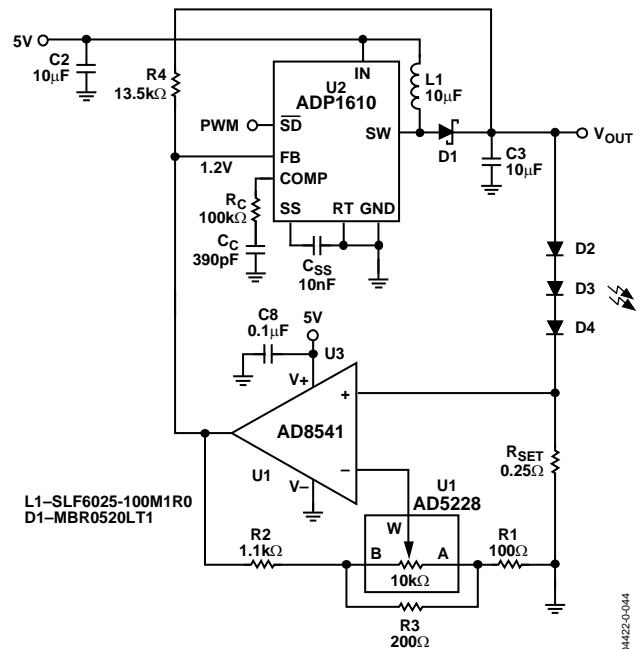 5V
C2
10µF
R4
13.5kΩ
IN
U2
ADP1610
L1
10µF
PWM
SD
SW
VOUT
1.2V
FB
D1
C3
10µF
COMP
RC
100kΩ
SS
RT
GND
CC
390pF
CSS
10nF
D2
D3
D4
C8
0.1µF
5V
U3
V+
+
AD8541
U1
V–
–
RSET
0.25Ω
L1–SLF6025-100M1R0
D1–MBR0520LT1
U1
AD5228
R2
1.1kΩ
W
B
A
10kΩ
R1
100Ω
R3
200Ω
04422-0-044